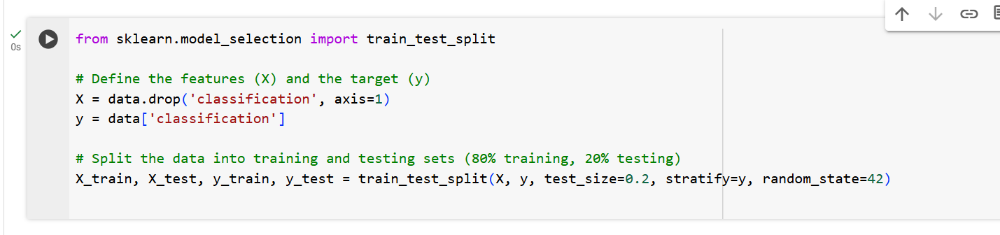 0s
from sklearn.model_selection import train_test_split
# Define the features (X) and the target (y)
X = data.drop('classification', axis=1)
y = data['classification']
# Split the data into training and testing sets (80% training, 20% testing)
X_train, X_test, y_train, y_test = train_test_split(X, y, test_size=0.2, stratify=y, random_state=42)